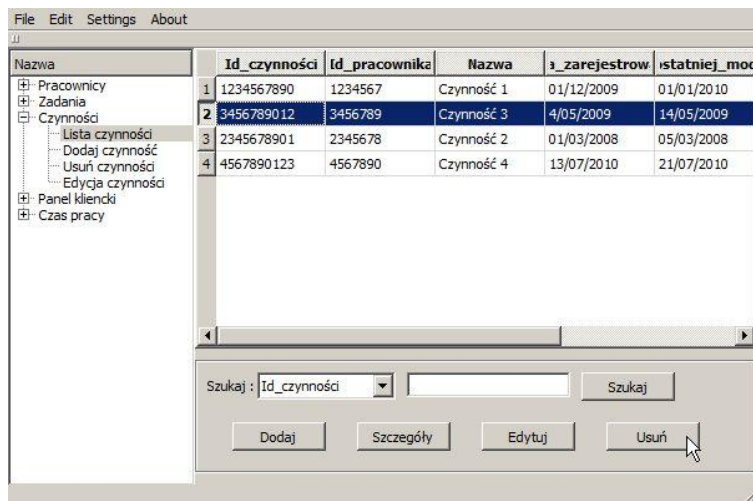 File Edit Settings About
Nazwa
Pracownicy
Zadania
Czynności
Lista czynności
Dodaj czynność
Usuń czynności
Edycja czynności
Panel kliencki
Czas pracy
Id_czynności Id_pracownika Nazwa a_zarejestrow ostatniej_mod
1 1234567890 1234567 Czynność 1 01/12/2009 01/01/2010
2 3456789012 3456789 Czynność 3 4/05/2009 14/05/2009
3 2345678901 2345678 Czynność 2 01/03/2008 05/03/2008
4 4567890123 4567890 Czynność 4 13/07/2010 21/07/2010
Szukaj : Id_czynności Szukaj
Dodaj Szczegóły Edytuj Usuń